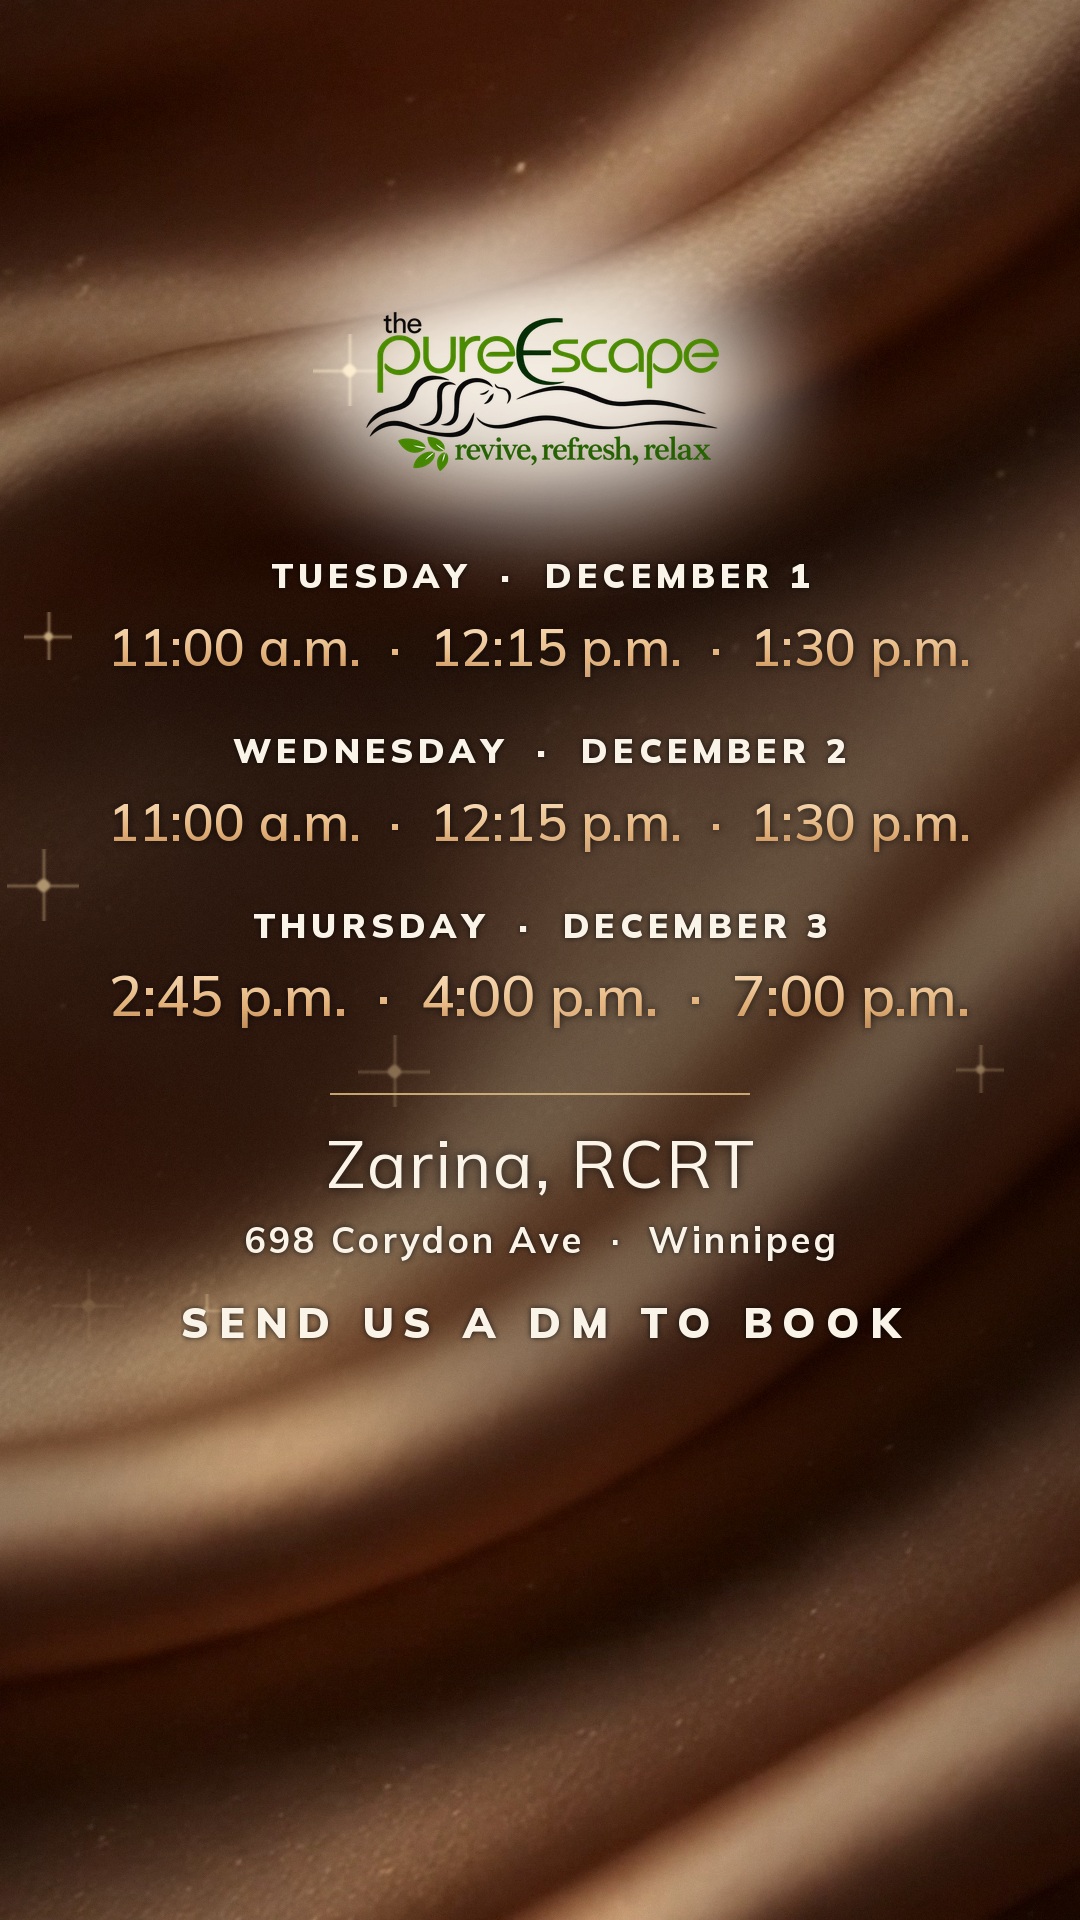 the
pureEscape
revive, refresh, relax
TUESDAY · DECEMBER 1
11:00 a.m. · 12:15 p.m. · 1:30 p.m.
WEDNESDAY · DECEMBER 2
11:00 a.m. · 12:15 p.m. · 1:30 p.m.
THURSDAY · DECEMBER 3
2:45 p.m. · 4:00 p.m. · 7:00 p.m.
Zarina, RCRT
698 Corydon Ave · Winnipeg
SEND US A DM TO BOOK